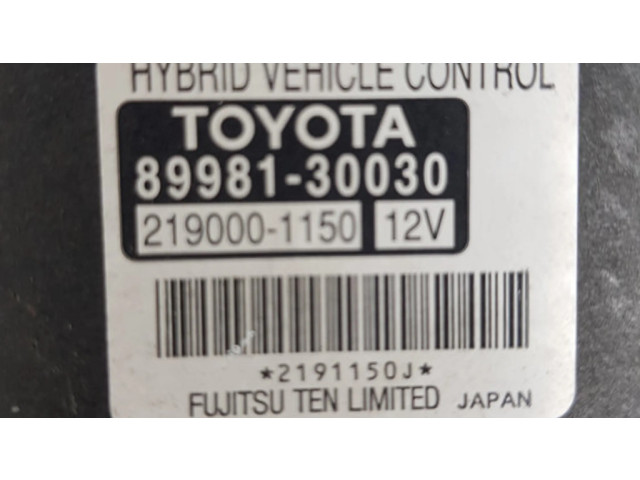 HYBRID VEHICLE CONTROL
TOYOTA
89981-30030
219000-1150 12V
*2191150J*
FUJITSU TEN LIMITED JAPAN